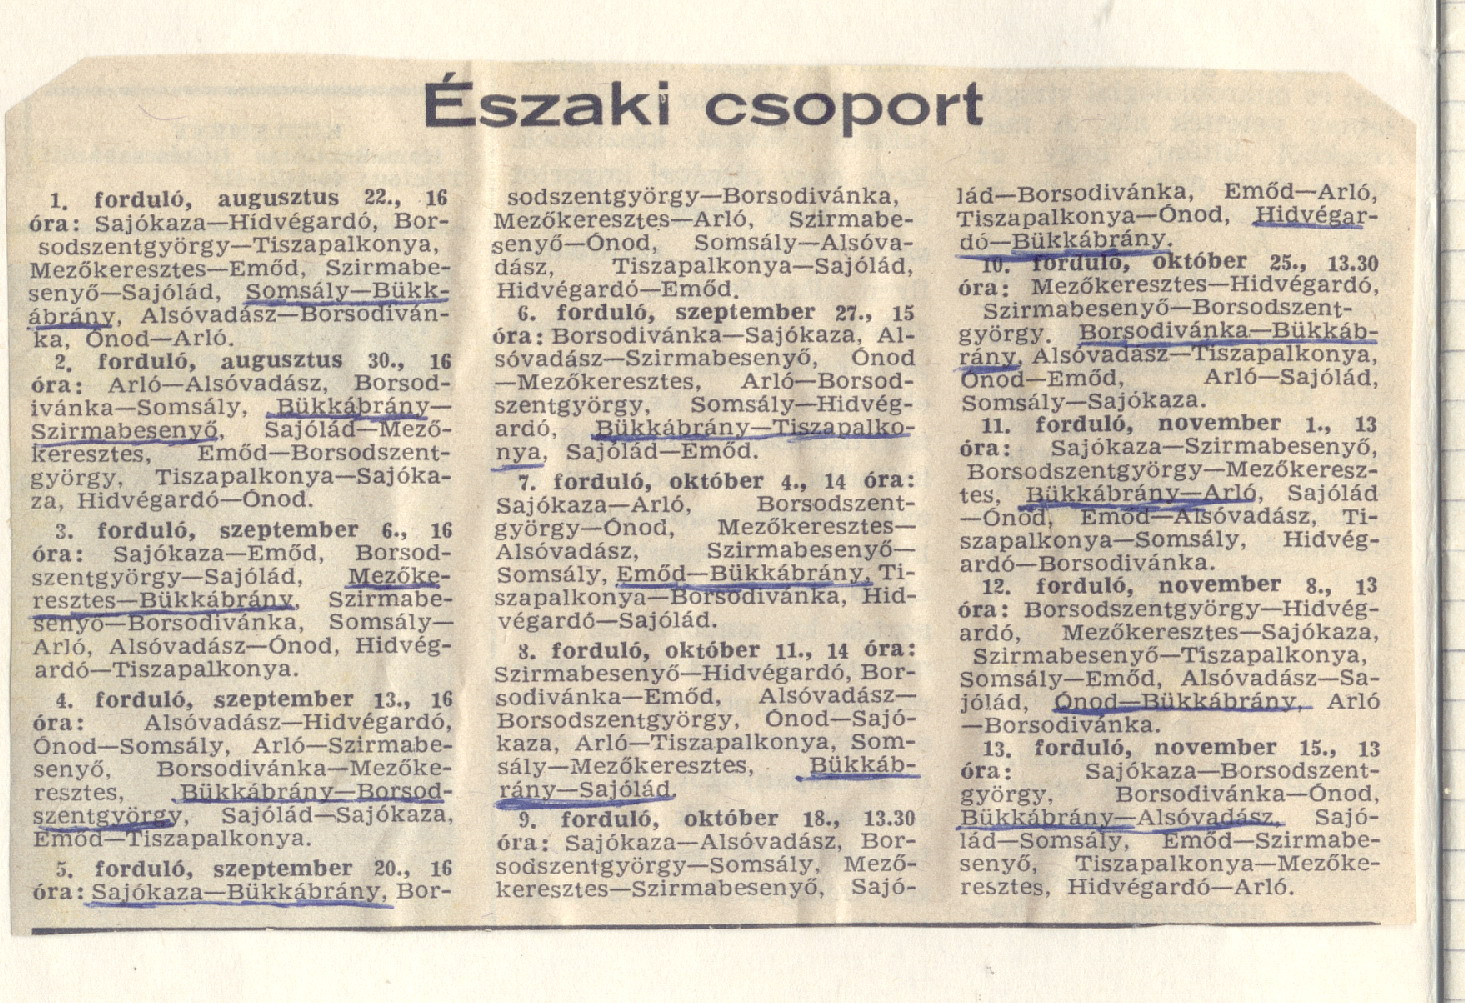 Északi csoport
1. forduló, augusztus 22., 16
óra: Sajókaza—Hídvégardó, Bor-
sodszentgyörgy—Tiszapalkonya,
Mezőkeresztes—Emőd, Szirmabe-
senyő—Sajólád, Somsály—Bükk-
ábrány, Alsóvadász—Borsodiván-
ka, Ónod—Arló.
2. forduló, augusztus 30., 16
óra: Arló—Alsóvadász, Borsod-
ivánka—Somsály, Bükkábrány—
Szirmabesenyő, Sajólád—Mező-
keresztes, Emőd—Borsodszent-
györgy, Tiszapalkonya—Sajóka-
za, Hidvégardó—Ónod.
3. forduló, szeptember 6., 16
óra: Sajókaza—Emőd, Borsod-
szentgyörgy—Sajólád, Mezőke-
resztes—Bükkábrány, Szirmabe-
senyő—Borsodivánka, Somsály—
Arló, Alsóvadász—Ónod, Hidvég-
ardó—Tiszapalkonya.
4. forduló, szeptember 13., 16
óra: Alsóvadász—Hidvégardó,
Ónod—Somsály, Arló—Szirmabe-
senyő, Borsodivánka—Mezőke-
resztes, Bükkábrány—Borsod-
szentgyörgy, Sajólád—Sajókaza,
Emőd—Tiszapalkonya.
5. forduló, szeptember 20., 16
óra: Sajókaza—Bükkábrány, Bor-
sodszentgyörgy—Borsodivánka,
Mezőkeresztes—Arló, Szirmabe-
senyő—Ónod, Somsály—Alsóva-
dász, Tiszapalkonya—Sajólád,
Hidvégardó—Emőd.
6. forduló, szeptember 27., 15
óra: Borsodivánka—Sajókaza, Al-
sóvadász—Szirmabesenyő, Ónod
—Mezőkeresztes, Arló—Borsod-
szentgyörgy, Somsály—Hidvég-
ardó, Bükkábrány—Tiszapalko-
nya, Sajólád—Emőd.
7. forduló, október 4., 14 óra:
Sajókaza—Arló, Borsodszent-
györgy—Ónod, Mezőkeresztes—
Alsóvadász, Szirmabesenyő—
Somsály, Emőd—Bükkábrány, Ti-
szapalkonya—Borsodivánka, Hid-
végardó—Sajólád.
8. forduló, október 11., 14 óra:
Szirmabesenyő—Hidvégardó, Bor-
sodivánka—Emőd, Alsóvadász—
Borsodszentgyörgy, Ónod—Sajó-
kaza, Arló—Tiszapalkonya, Som-
sály—Mezőkeresztes, Bükkáb-
rány—Sajólád.
9. forduló, október 18., 13.30
óra: Sajókaza—Alsóvadász, Bor-
sodszentgyörgy—Somsály, Mező-
keresztes—Szirmabesenyő, Sajó-
lád—Borsodivánka, Emőd—Arló,
Tiszapalkonya—Ónod, Hidvégar-
dó—Bükkábrány.
10. forduló, október 25., 13.30
óra: Mezőkeresztes—Hidvégardó,
Szirmabesenyő—Borsodszent-
györgy. Borsodivánka—Bükkáb-
rány, Alsóvadász—Tiszapalkonya,
Ónod—Emőd, Arló—Sajólád,
Somsály—Sajókaza.
11. forduló, november 1., 13
óra: Sajókaza—Szirmabesenyő,
Borsodszentgyörgy—Mezőkeresz-
tes, Bükkábrány—Arló, Sajólád
—Ónod, Emőd—Alsóvadász, Ti-
szapalkonya—Somsály, Hidvég-
ardó—Borsodivánka.
12. forduló, november 8., 13
óra: Borsodszentgyörgy—Hidvég-
ardó, Mezőkeresztes—Sajókaza,
Szirmabesenyő—Tiszapalkonya,
Somsály—Emőd, Alsóvadász—Sa-
jólád, Ónod—Bükkábrány, Arló
—Borsodivánka.
13. forduló, november 15., 13
óra: Sajókaza—Borsodszent-
györgy, Borsodivánka—Ónod,
Bükkábrány—Alsóvadász, Sajó-
lád—Somsály, Emőd—Szirmabe-
senyő, Tiszapalkonya—Mezőke-
resztes, Hidvégardó—Arló.